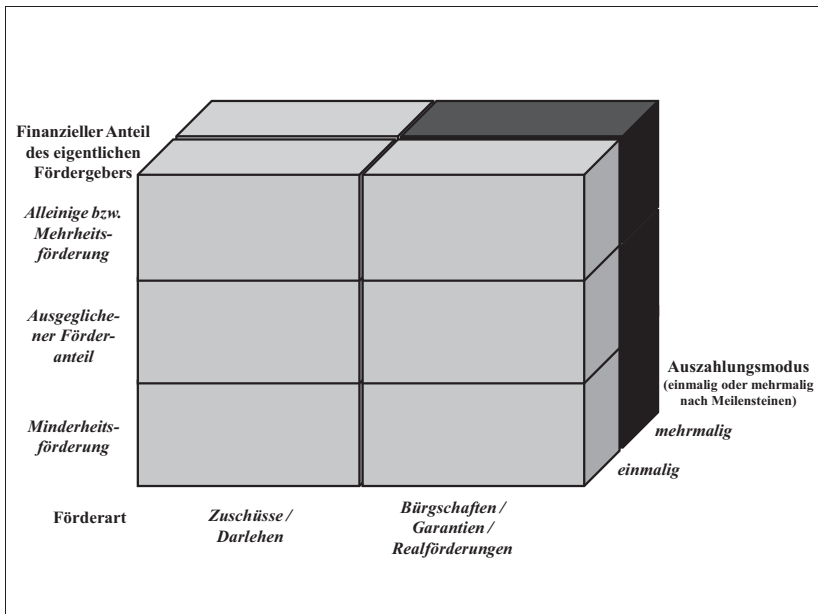 Finanzieller Anteil
des eigentlichen
Fördergebers
Alleinige bzw.
Mehrheits-
förderung
Ausgegliche-
ner Förder-
anteil
Minderheits-
förderung
Auszahlungsmodus
(einmalig oder mehrmalig
nach Meilensteinen)
mehrmalig
einmalig
Förderart
Zuschüsse /
Darlehen
Bürgschaften /
Garantien /
Realförderungen